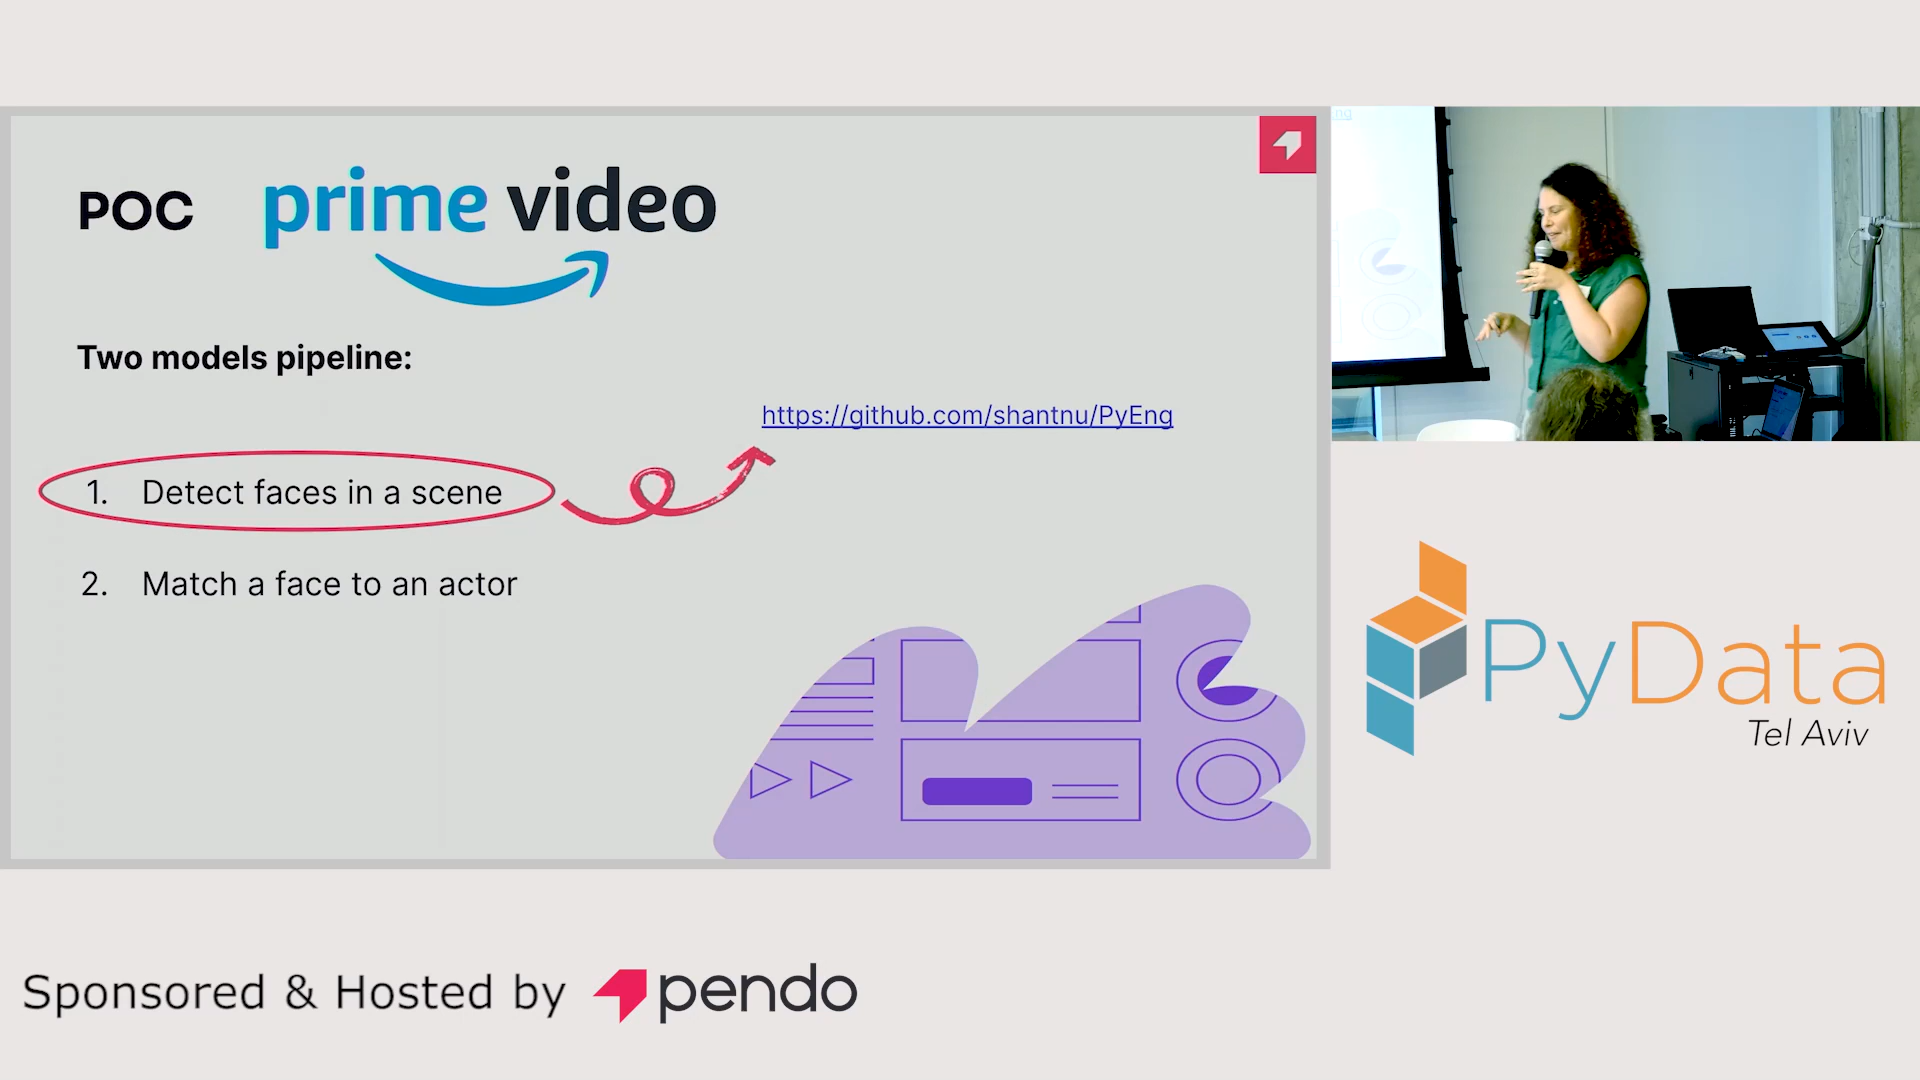 POC
prime video
Two models pipeline:
https://github.com/shantnu/PyEng
1. Detect faces in a scene
2. Match a face to an actor
PyData
Tel Aviv
Sponsored & Hosted by pendo